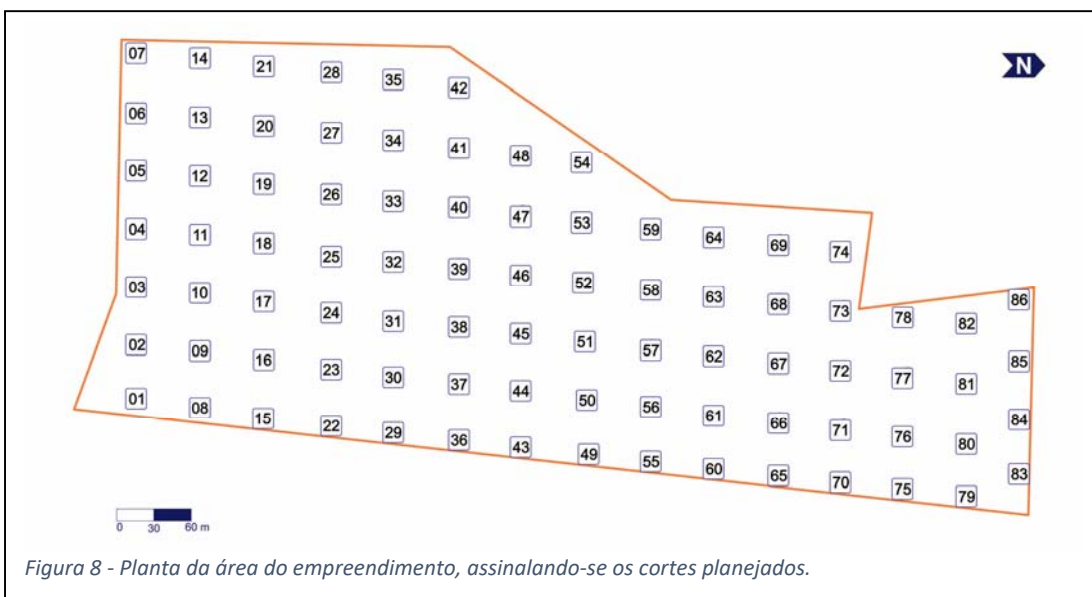 07 14 21 28 35 42 N
06 13 20 27 34 41 48 54
05 12 19 26 33 40 47 53 59 64 69 74
04 11 18 25 32 39 46 52 58 63 68 73 78 82 86
03 10 17 24 31 38 45 51 57 62 67 72 77 81 85
02 09 16 23 30 37 44 50 56 61 66 71 76 80 84
01 08 15 22 29 36 43 49 55 60 65 70 75 79 83
0 30 60 m
Figura 8 - Planta da área do empreendimento, assinalando-se os cortes planejados.